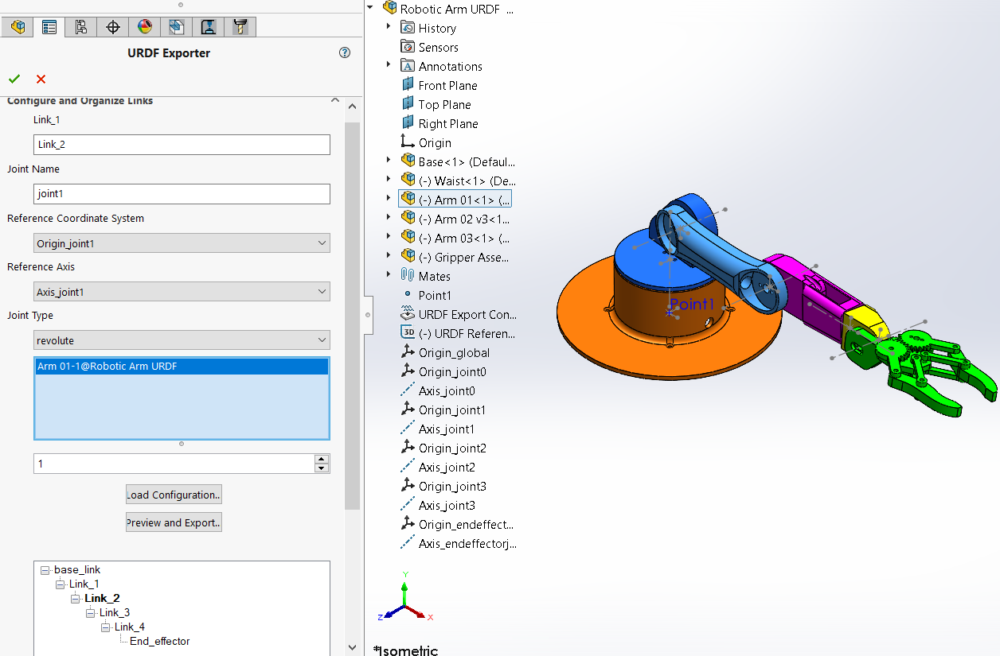 URDF Exporter
Configure and Organize Links
Link_1
Link_2
Joint Name
joint1
Reference Coordinate System
Origin_joint1
Reference Axis
Axis_joint1
Joint Type
revolute
Arm 01-1@Robotic Arm URDF
1
Load Configuration..
Preview and Export..
base_link
Link_1
Link_2
Link_3
Link_4
End_effector
Robotic Arm URDF ...
History
Sensors
A Annotations
Front Plane
Top Plane
Right Plane
Origin
Base<1> (Defaul...
(-) Waist<1> (De...
(-) Arm 01<1> (...
(-) Arm 02 v3<1...
(-) Arm 03<1> (...
(-) Gripper Asse...
Mates
Point1
URDF Export Con...
3D (-) URDF Referen...
Origin_global
Origin_joint0
Axis_joint0
Origin_joint1
Axis_joint1
Origin_joint2
Axis_joint2
Origin_joint3
Axis_joint3
Origin_endeffect...
Axis_endeffectorj...
Point1
Y
Z
X
*Isometric